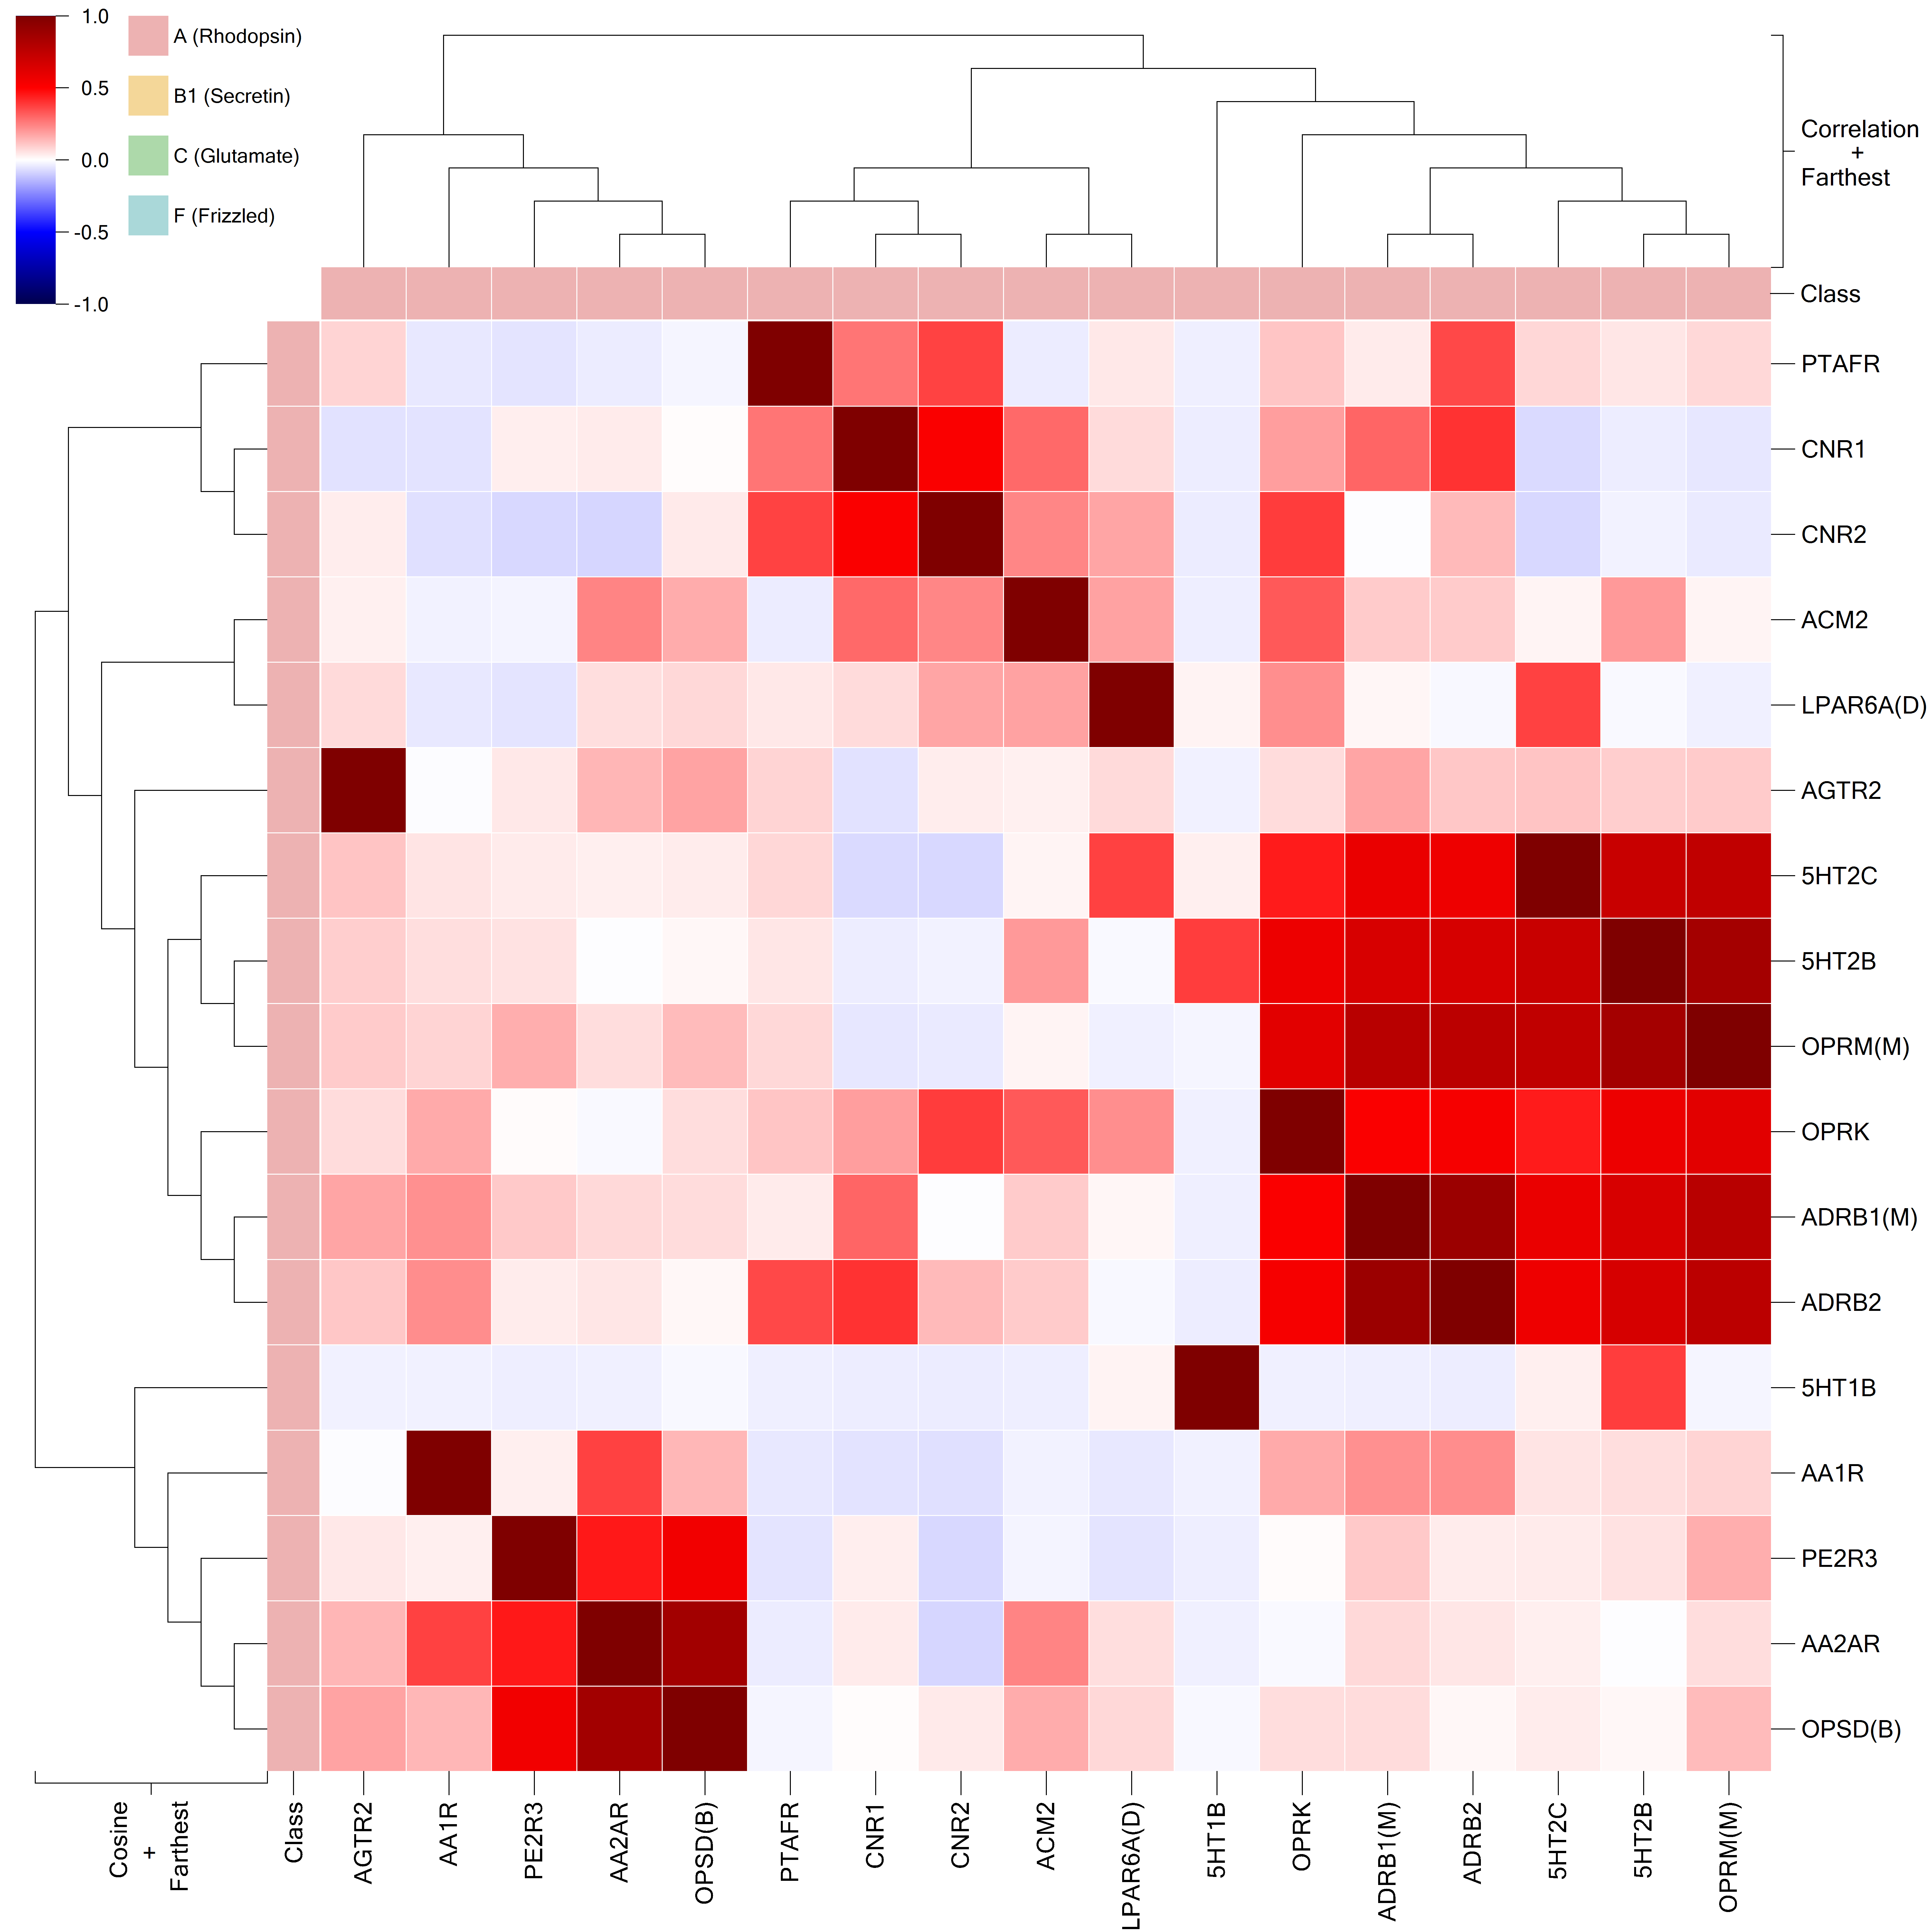 1.0
0.5
0.0
-0.5
-1.0
A (Rhodopsin)
B1 (Secretin)
C (Glutamate)
F (Frizzled)
Correlation
+
Farthest
Class
PTAFR
CNR1
CNR2
ACM2
LPAR6A(D)
AGTR2
5HT2C
5HT2B
OPRM(M)
OPRK
ADRB1(M)
ADRB2
5HT1B
AA1R
PE2R3
AA2AR
OPSD(B)
Cosine
+
Farthest
Class
AGTR2
AA1R
PE2R3
AA2AR
OPSD(B)
PTAFR
CNR1
CNR2
ACM2
LPAR6A(D)
5HT1B
OPRK
ADRB1(M)
ADRB2
5HT2C
5HT2B
OPRM(M)